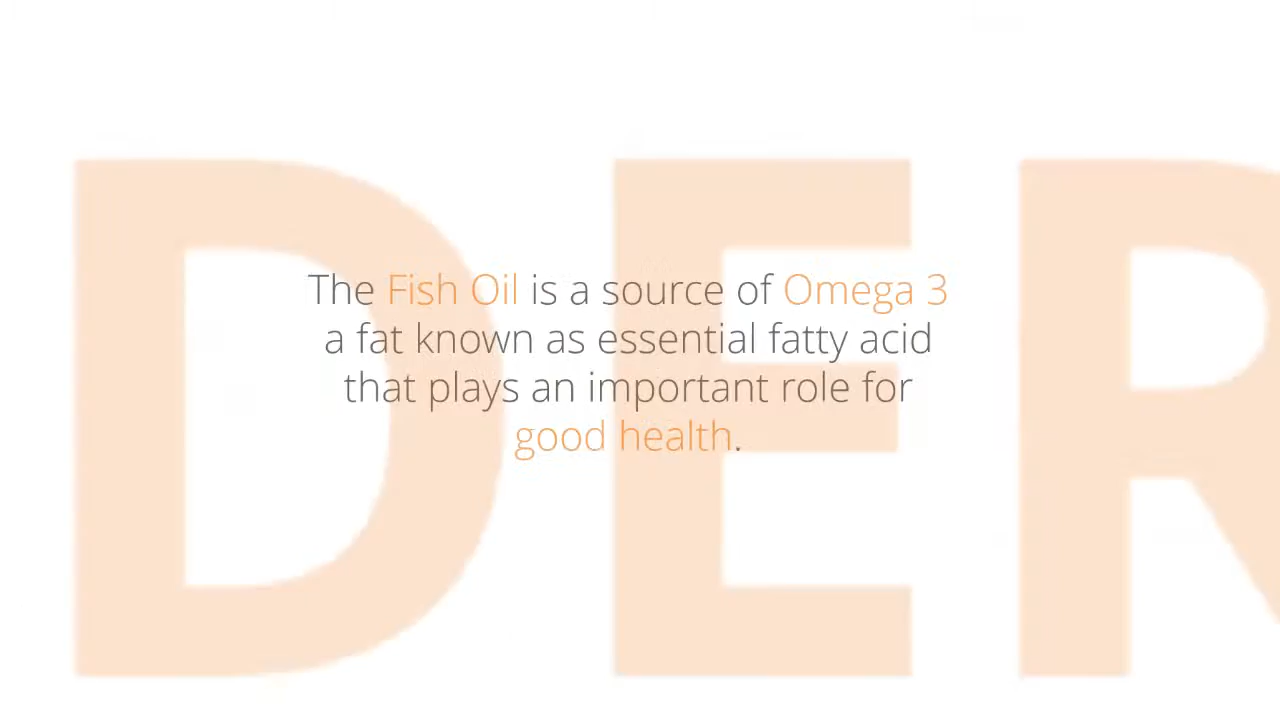 DER
The Fish Oil is a source of Omega 3
a fat known as essential fatty acid
that plays an important role for
good health.